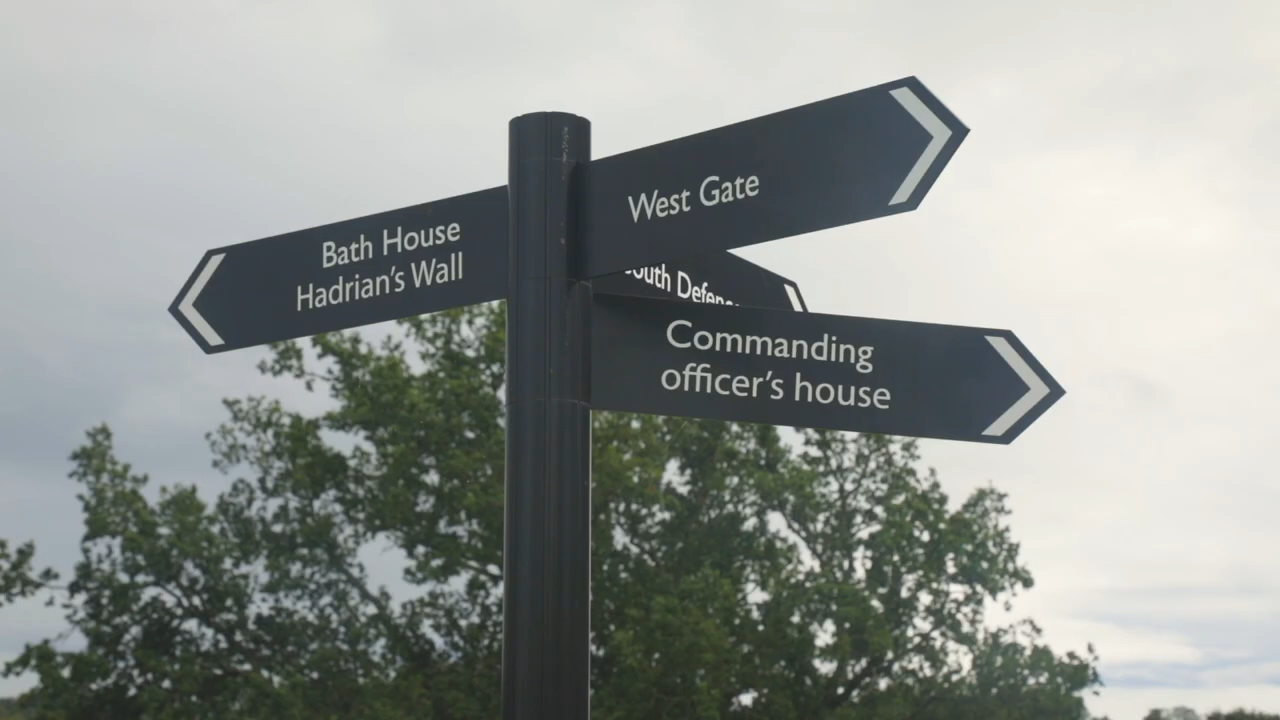 West Gate
Bath House
Hadrian's Wall
Commanding
officer's house